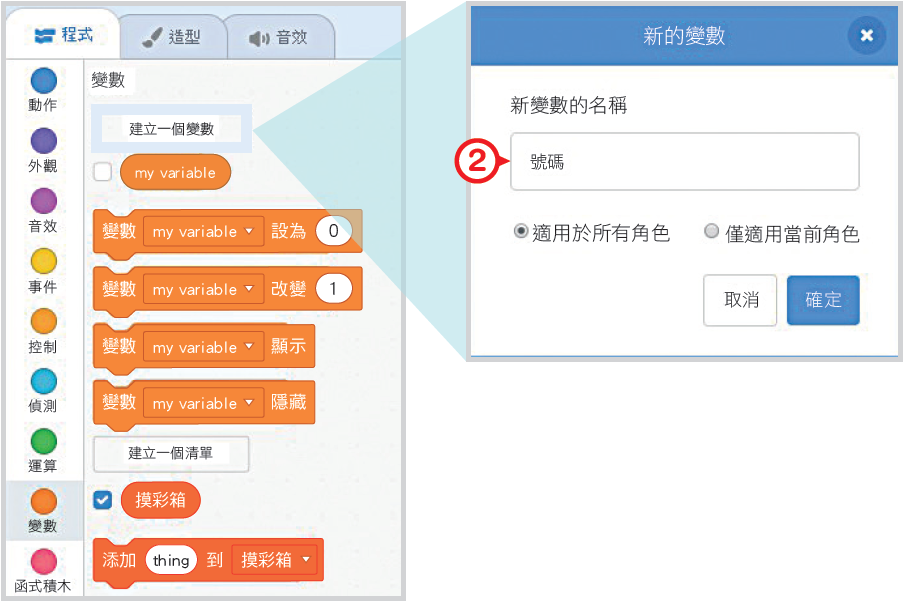 程式
造型
音效
動作
外觀
音效
事件
控制
偵測
運算
變數
函式積木
變數
建立一個變數
my variable
變數 my variable 設為 0
變數 my variable 改變 1
變數 my variable 顯示
變數 my variable 隱藏
建立一個清單
摸彩箱
添加 thing 到 摸彩箱
新的變數
新變數的名稱
2
號碼
適用於所有角色
僅適用當前角色
取消
確定